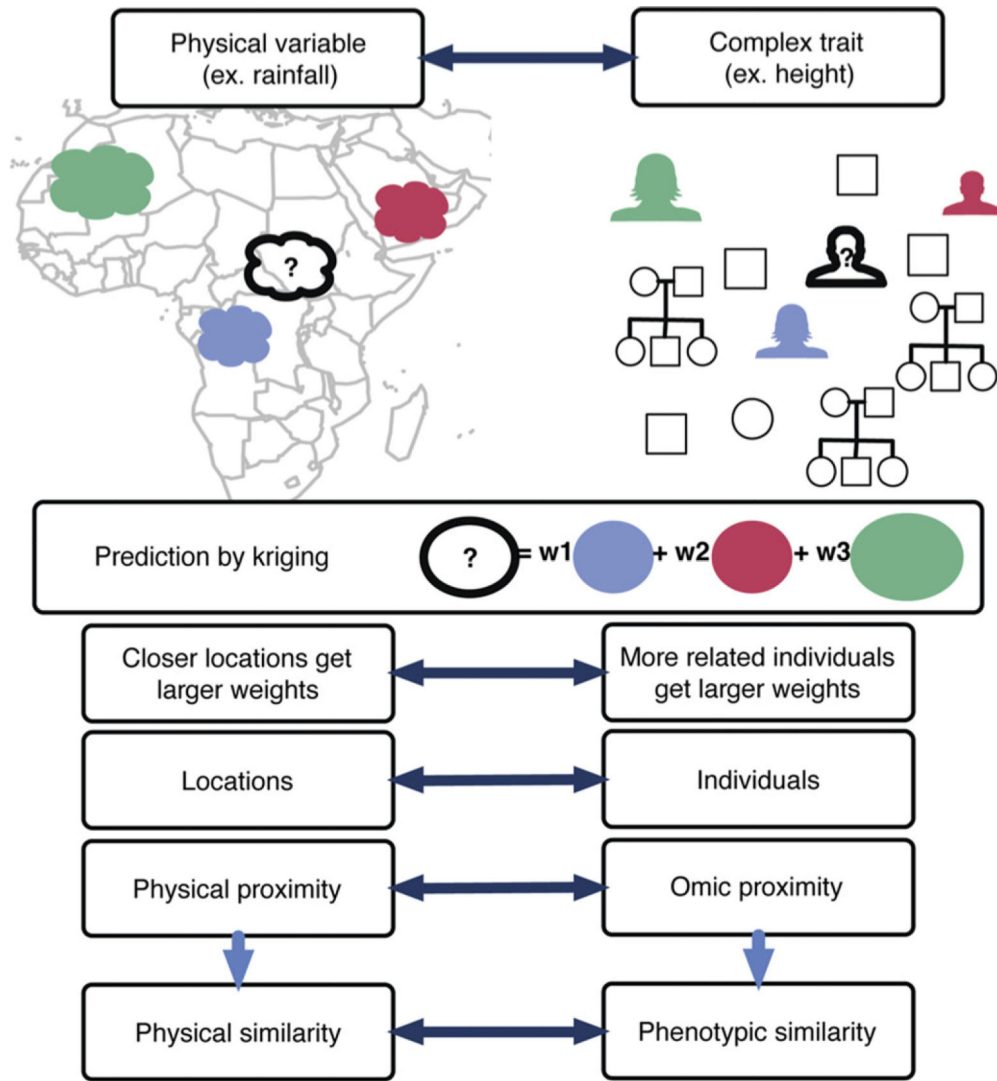 Physical variable
(ex. rainfall)
Complex trait
(ex. height)
?
?
Prediction by kriging
? = w1 + w2 + w3
Closer locations get
larger weights
More related individuals
get larger weights
Locations
Individuals
Physical proximity
Omic proximity
Physical similarity
Phenotypic similarity